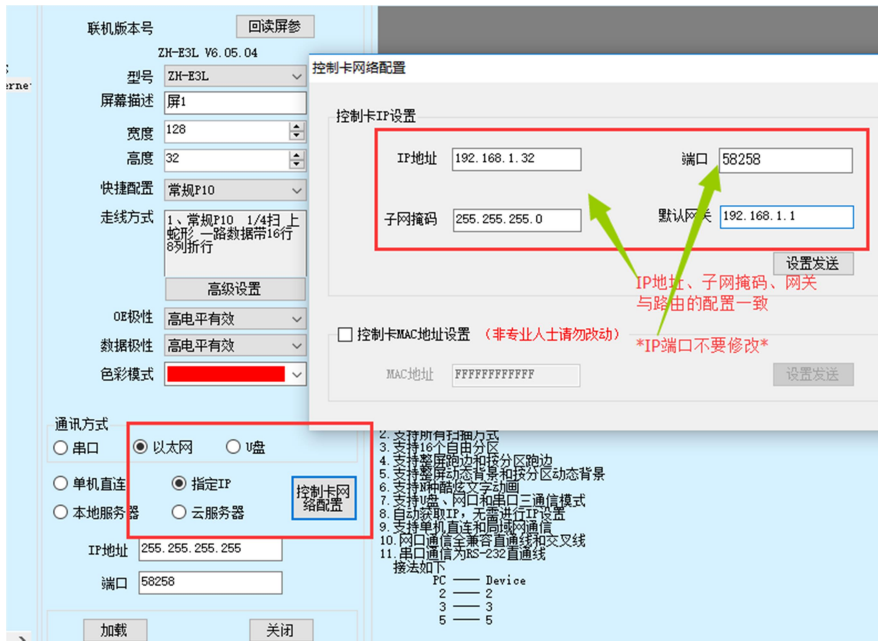 联机版本号
回读屏参
ZH-E3L V6.05.04
型号
ZH-E3L
屏幕描述
屏1
宽度
128
高度
32
快捷配置
常规P10
走线方式
1、常规P10 1/4扫 上
蛇形 一路数据带16行
8列折行
高级设置
OE极性
高电平有效
数据极性
高电平有效
色彩模式
通讯方式
串口
以太网
U盘
单机直连
指定IP
本地服务器
云服务器
控制卡网
络配置
IP地址
255.255.255.255
端口
58258
加载
关闭
控制卡网络配置
控制卡IP设置
IP地址
192.168.1.32
端口
58258
子网掩码
255.255.255.0
默认网关
192.168.1.1
设置发送
IP地址、子网掩码、网关
与路由的配置一致
*IP端口不要修改*
控制卡MAC地址设置
(非专业人士请勿改动)
MAC地址
FFFFFFFFFFFF
设置发送
2.支持所有扫描方式
3.支持16个自由分区
4.支持整屏跑边和按分区跑边
5.支持整屏动态背景和按分区动态背景
6.支持N种酷炫文字动画
7.支持U盘、网口和串口三通信模式
8.自动获取IP，无需进行IP设置
9.支持单机直连和局域网通信
10.网口通信全兼容直通线和交叉线
11.串口通信为RS-232直通线
接法如下
PC —— Device
2 —— 2
3 —— 3
5 —— 5